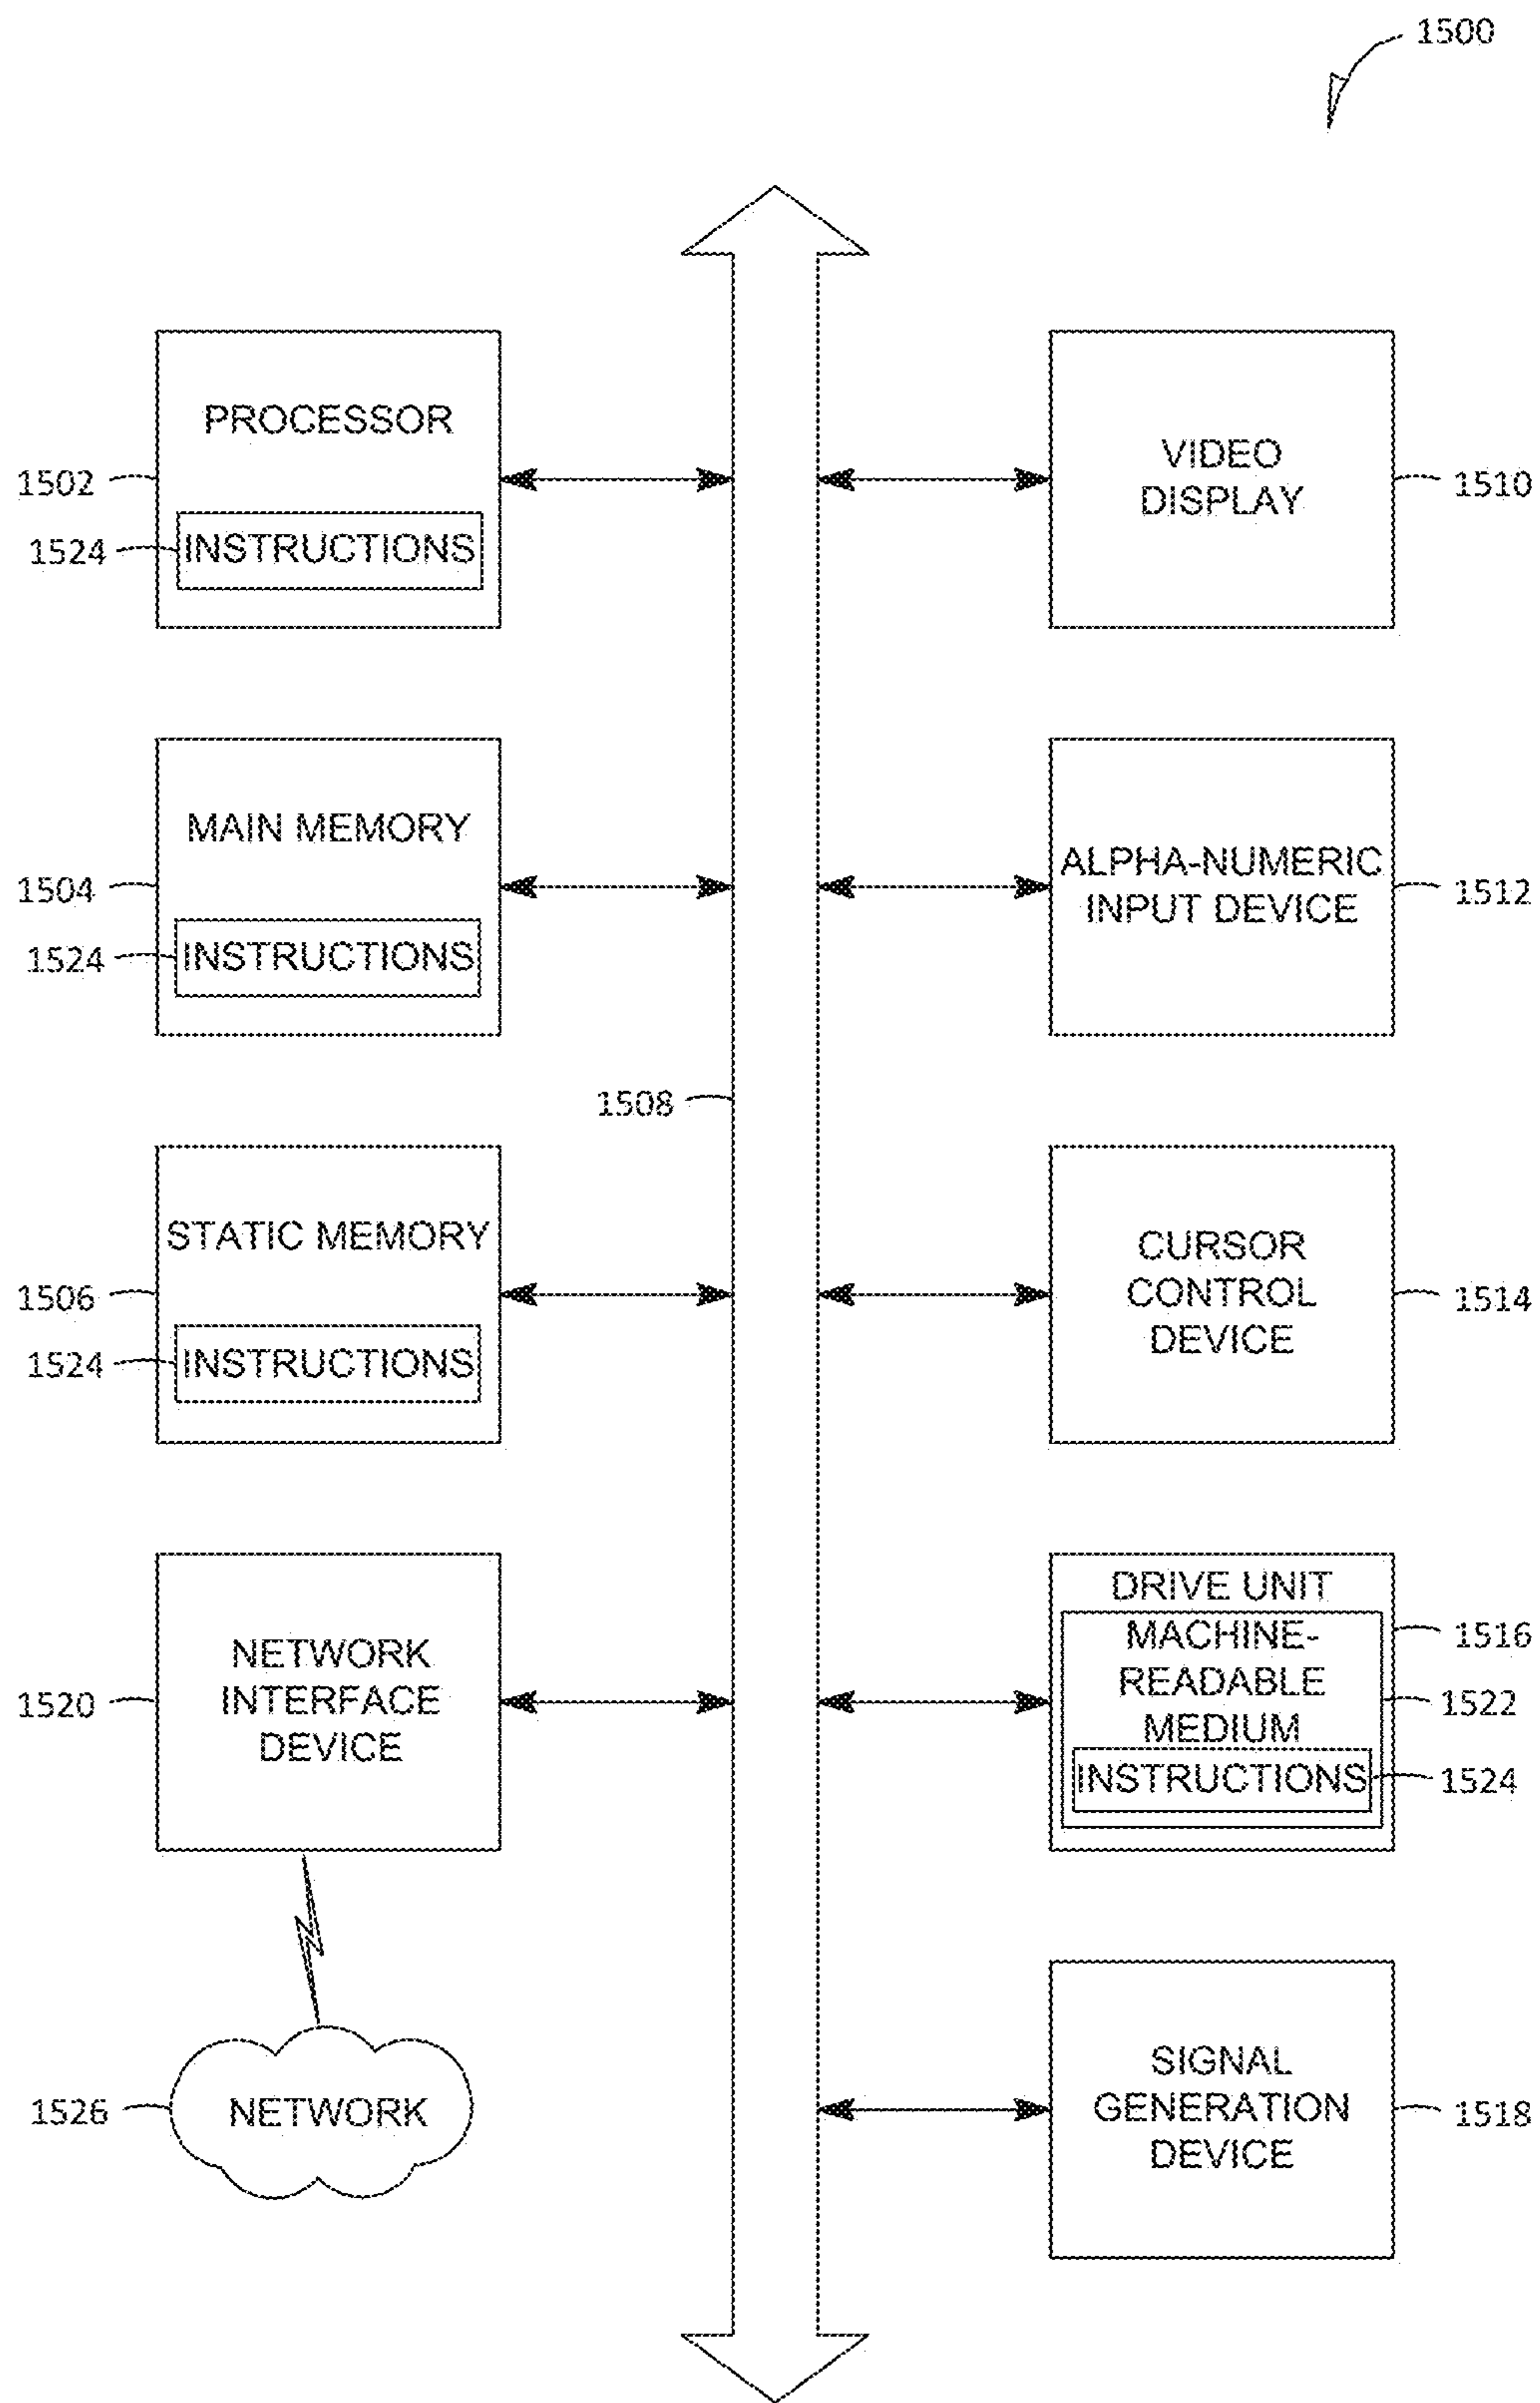 1500
PROCESSOR
1502
1524
INSTRUCTIONS
VIDEO
DISPLAY
1510
MAIN MEMORY
1504
1524
INSTRUCTIONS
ALPHA-NUMERIC
INPUT DEVICE
1512
1508
STATIC MEMORY
1506
1524
INSTRUCTIONS
CURSOR
CONTROL
DEVICE
1514
NETWORK
INTERFACE
DEVICE
1520
DRIVE UNIT
1516
MACHINE-
READABLE
MEDIUM
1522
INSTRUCTIONS
1524
1526
NETWORK
SIGNAL
GENERATION
DEVICE
1518